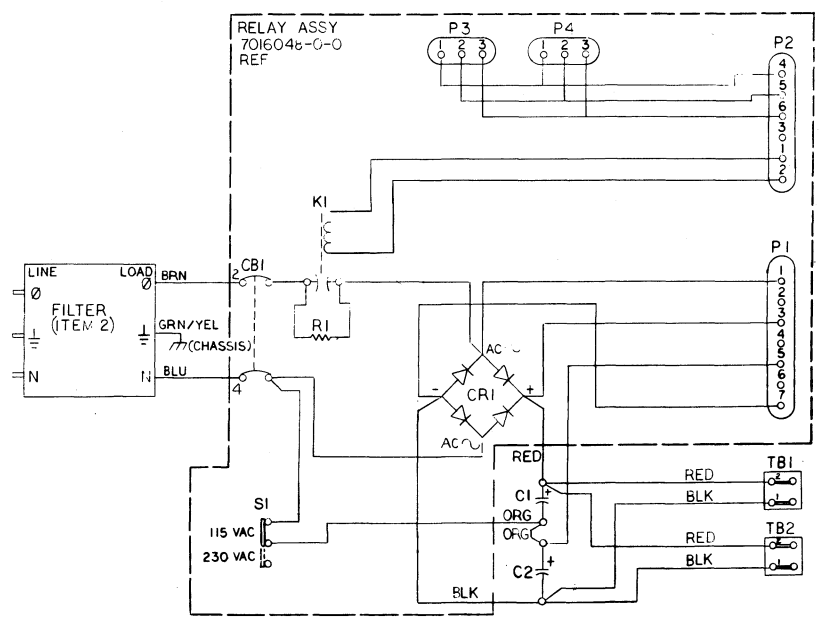 RELAY ASSY
7016048-0-0
REF
P3
1 2 3
P4
1 2 3
P2
4
5
6
3
1
2
K1
LINE
LOAD
Ø
Ø
FILTER
(ITEM 2)
N
N
BRN
GRN/YEL
(CHASSIS)
BLU
2
CB1
4
R1
P1
1
2
3
4
5
6
7
AC
-
+
CR1
AC
RED
S1
115 VAC
230 VAC
C1
+
ORG
ORG
C2
+
BLK
RED
BLK
TB1
2
1
RED
BLK
TB2
2
1